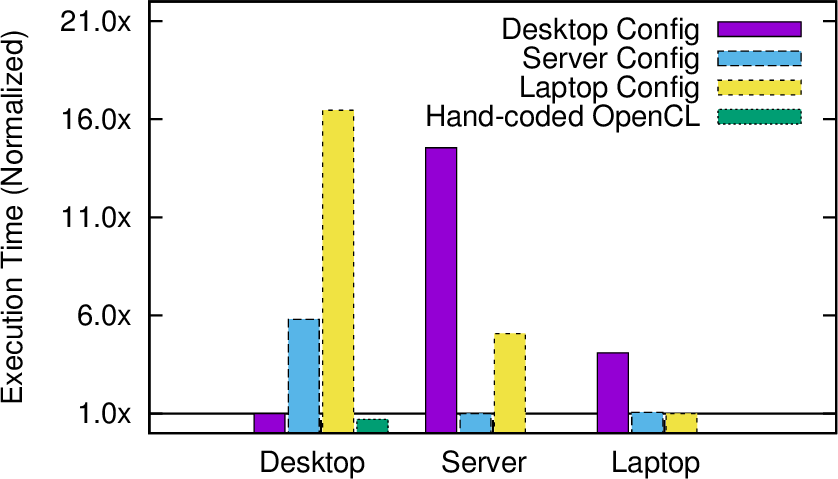 21.0x
16.0x
11.0x
6.0x
1.0x
Execution Time (Normalized)
Desktop Config
Server Config
Laptop Config
Hand-coded OpenCL
Desktop
Server
Laptop